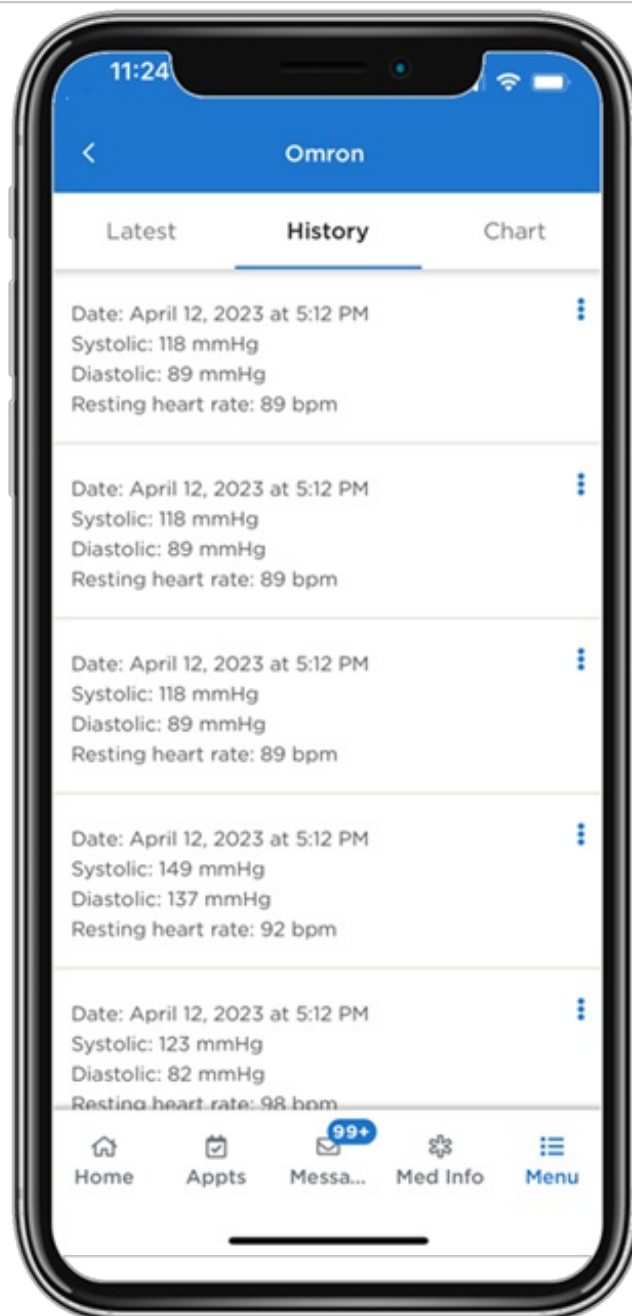 11:24
Omron
Latest History Chart
Date: April 12, 2023 at 5:12 PM
Systolic: 118 mmHg
Diastolic: 89 mmHg
Resting heart rate: 89 bpm
Date: April 12, 2023 at 5:12 PM
Systolic: 118 mmHg
Diastolic: 89 mmHg
Resting heart rate: 89 bpm
Date: April 12, 2023 at 5:12 PM
Systolic: 118 mmHg
Diastolic: 89 mmHg
Resting heart rate: 89 bpm
Date: April 12, 2023 at 5:12 PM
Systolic: 149 mmHg
Diastolic: 137 mmHg
Resting heart rate: 92 bpm
Date: April 12, 2023 at 5:12 PM
Systolic: 123 mmHg
Diastolic: 82 mmHg
Resting heart rate: 98 bpm
99+
Home Appts Messa... Med Info Menu